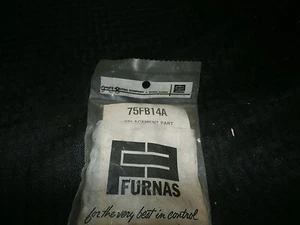 75FB14A
REPLACEMENT PART
FURNAS
for the very best in control